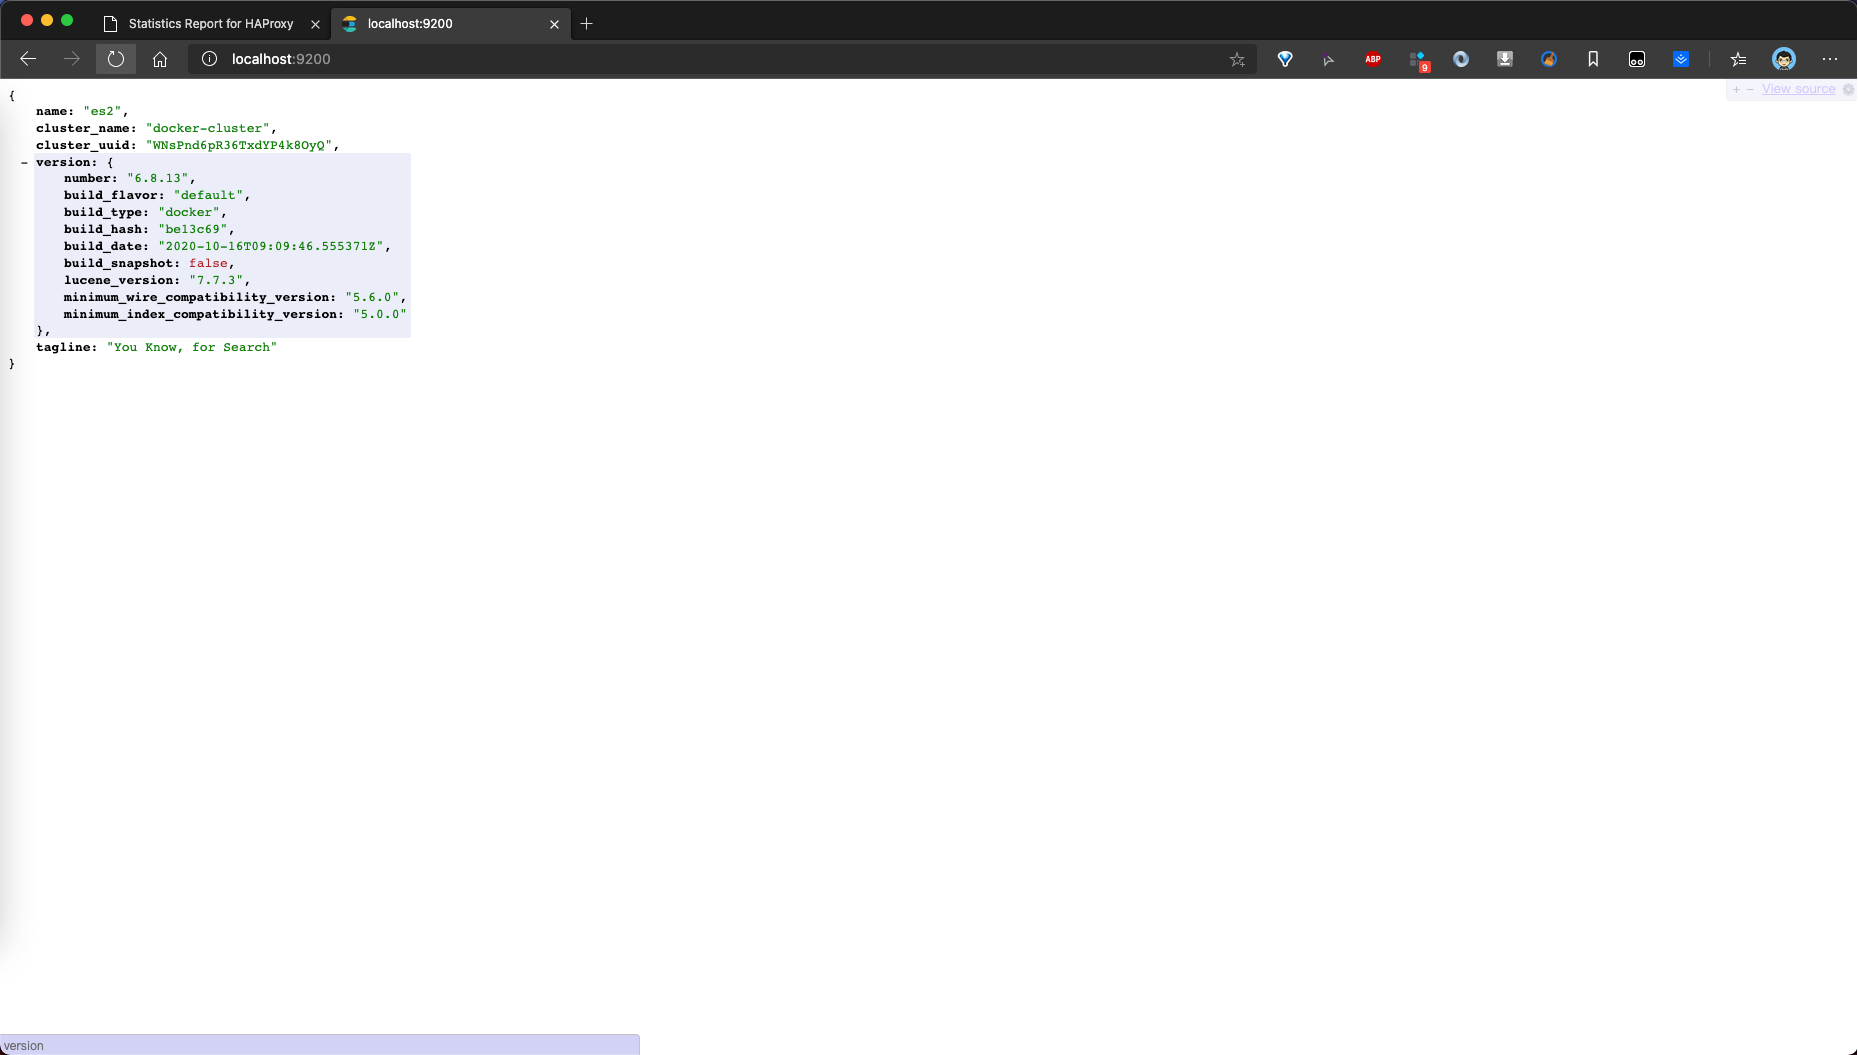 Statistics Report for HAProxy
localhost:9200
localhost:9200
ABP
9
+ - View source
{
name: "es2",
cluster_name: "docker-cluster",
cluster_uuid: "WNsPnd6pR36TxdYP4k8OyQ",
- version: {
number: "6.8.13",
build_flavor: "default",
build_type: "docker",
build_hash: "be13c69",
build_date: "2020-10-16T09:09:46.555371Z",
build_snapshot: false,
lucene_version: "7.7.3",
minimum_wire_compatibility_version: "5.6.0",
minimum_index_compatibility_version: "5.0.0"
},
tagline: "You Know, for Search"
}
version